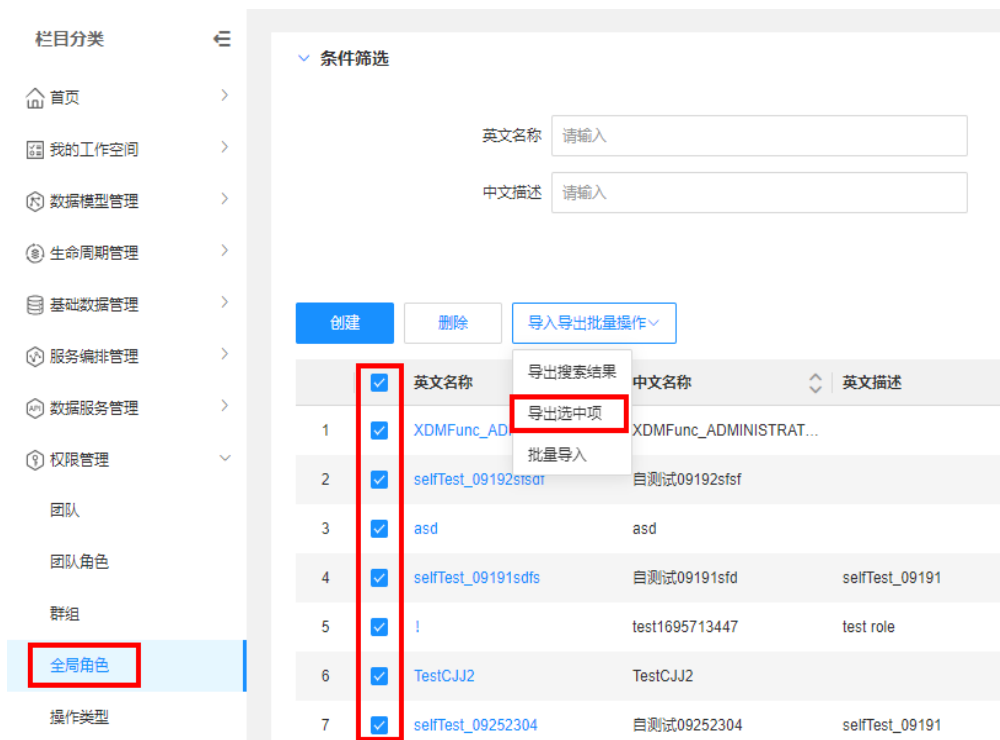 栏目分类
首页
我的工作空间
数据模型管理
生命周期管理
基础数据管理
服务编排管理
API 数据服务管理
权限管理
团队
团队角色
群组
全局角色
操作类型
条件筛选
英文名称 请输入
中文描述 请输入
创建 删除 导入导出批量操作
导出搜索结果
导出选中项
批量导入
英文名称 中文名称 英文描述
1 XDMFunc_AD XDMFunc_ADMINISTRAT...
2 selfTest_09192sfsdf 自测试09192sfsf
3 asd asd
4 selfTest_09191sdfs 自测试09191sfd selfTest_09191
5 ! test1695713447 test role
6 TestCJJ2 TestCJJ2
7 selfTest_09252304 自测试09252304 selfTest_09191